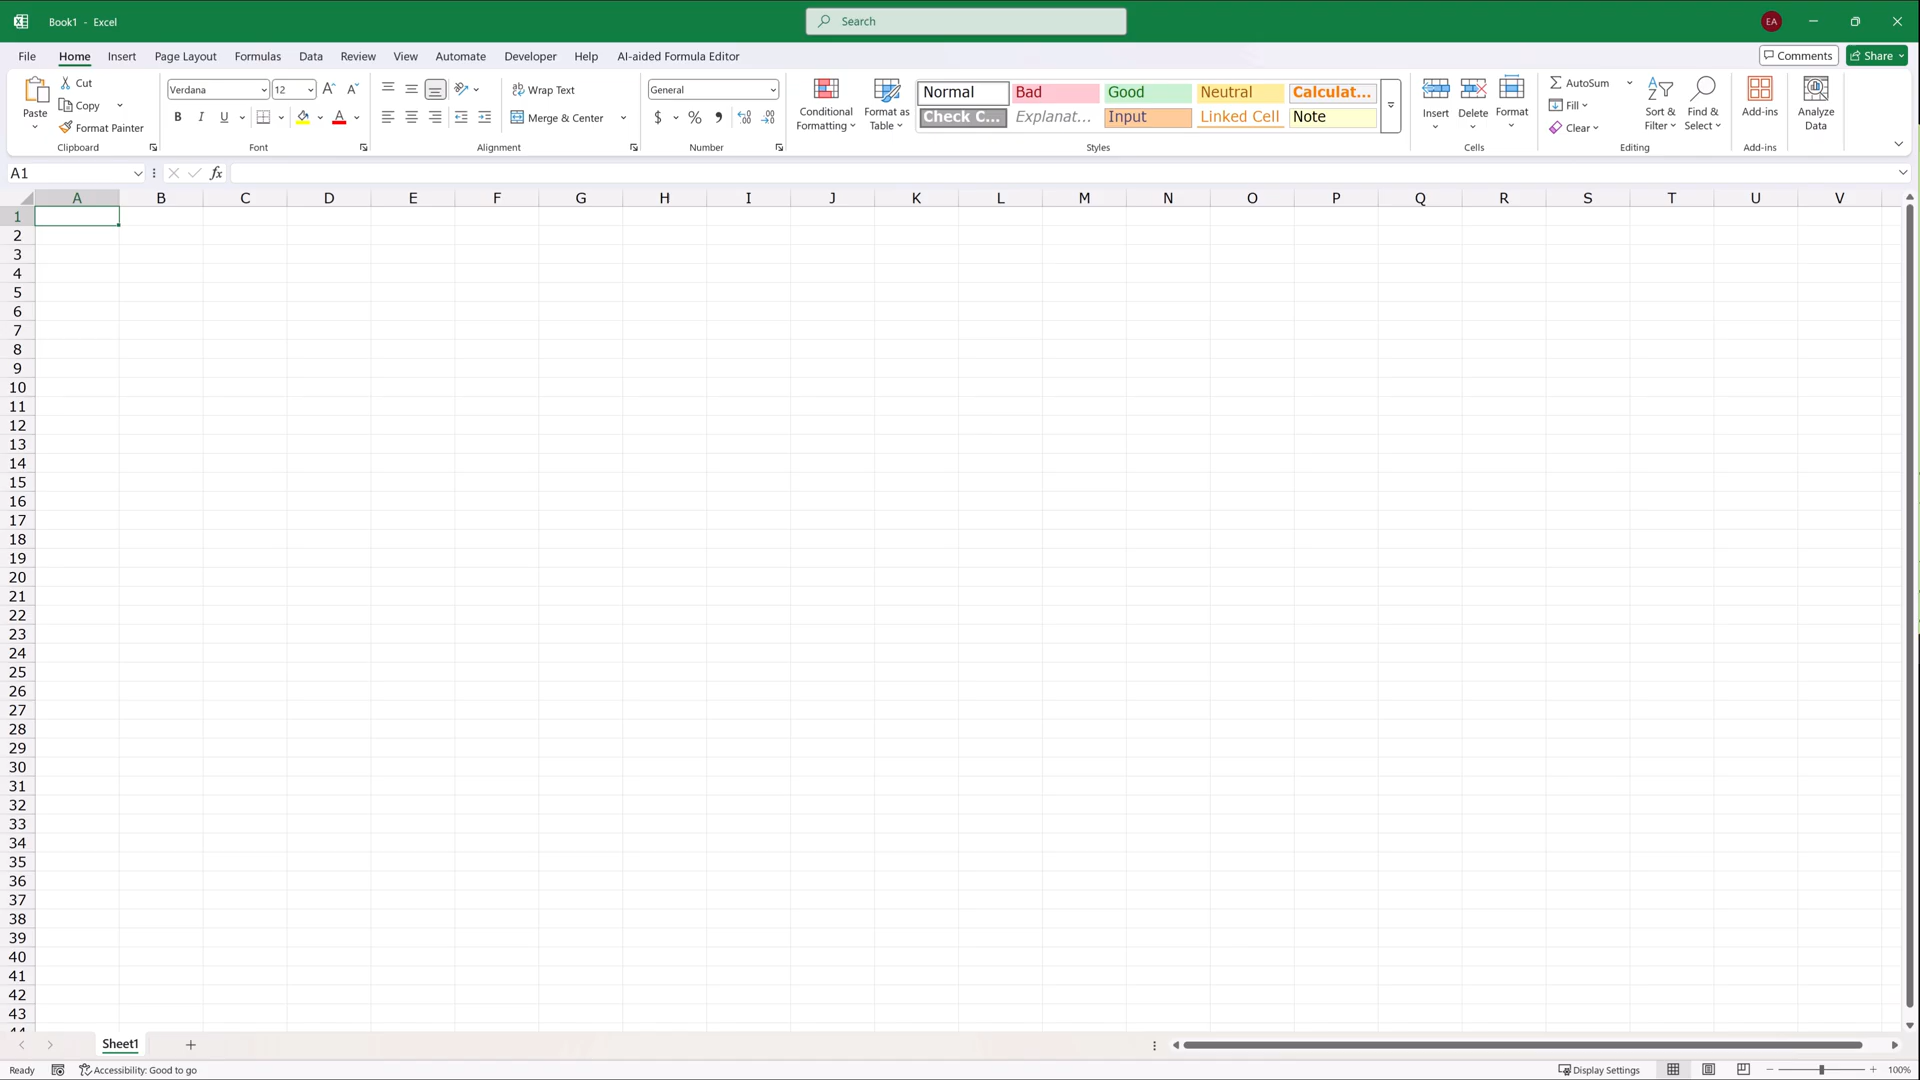 Book1 - Excel
Search
EA
File Home Insert Page Layout Formulas Data Review View Automate Developer Help AI-aided Formula Editor
Comments Share
Paste
Cut
Copy
Format Painter
Clipboard
Verdana 12
B I U
Font
Wrap Text
Merge & Center
Alignment
General
$ % ,
Number
Conditional
Formatting
Format as
Table
Normal Bad Good Neutral Calculat...
Check C... Explanat... Input Linked Cell Note
Styles
Insert Delete Format
Cells
AutoSum
Fill
Clear
Sort &
Filter
Find &
Select
Editing
Add-ins
Add-ins
Analyze
Data
A1 fx
A B C D E F G H I J K L M N O P Q R S T U V
1
2
3
4
5
6
7
8
9
10
11
12
13
14
15
16
17
18
19
20
21
22
23
24
25
26
27
28
29
30
31
32
33
34
35
36
37
38
39
40
41
42
43
44
Sheet1
Ready Accessibility: Good to go Display Settings 100%